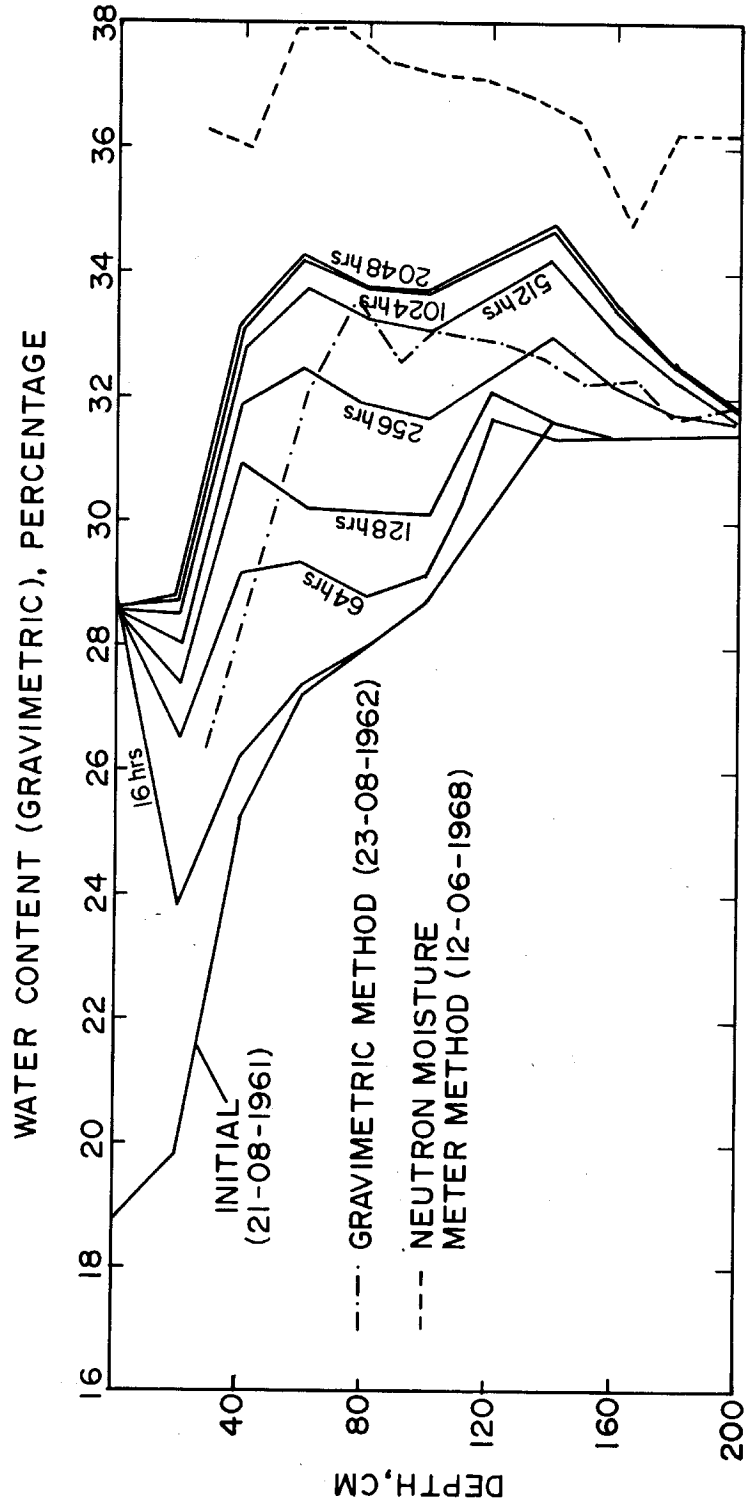 WATER CONTENT (GRAVIMETRIC), PERCENTAGE
16 18 20 22 24 26 28 30 32 34 36 38
DEPTH, CM
40
80
120
160
200
INITIAL
(21-08-1961)
16 hrs
64 hrs
128 hrs
256 hrs
512 hrs
1024 hrs
2048 hrs
GRAVIMETRIC METHOD (23-08-1962)
NEUTRON MOISTURE
METER METHOD (12-06-1968)